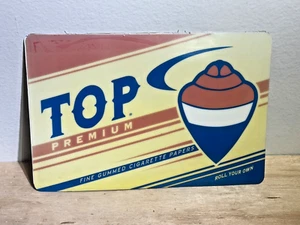 TOP®
PREMIUM
FINE GUMMED CIGARETTE PAPERS
ROLL YOUR OWN